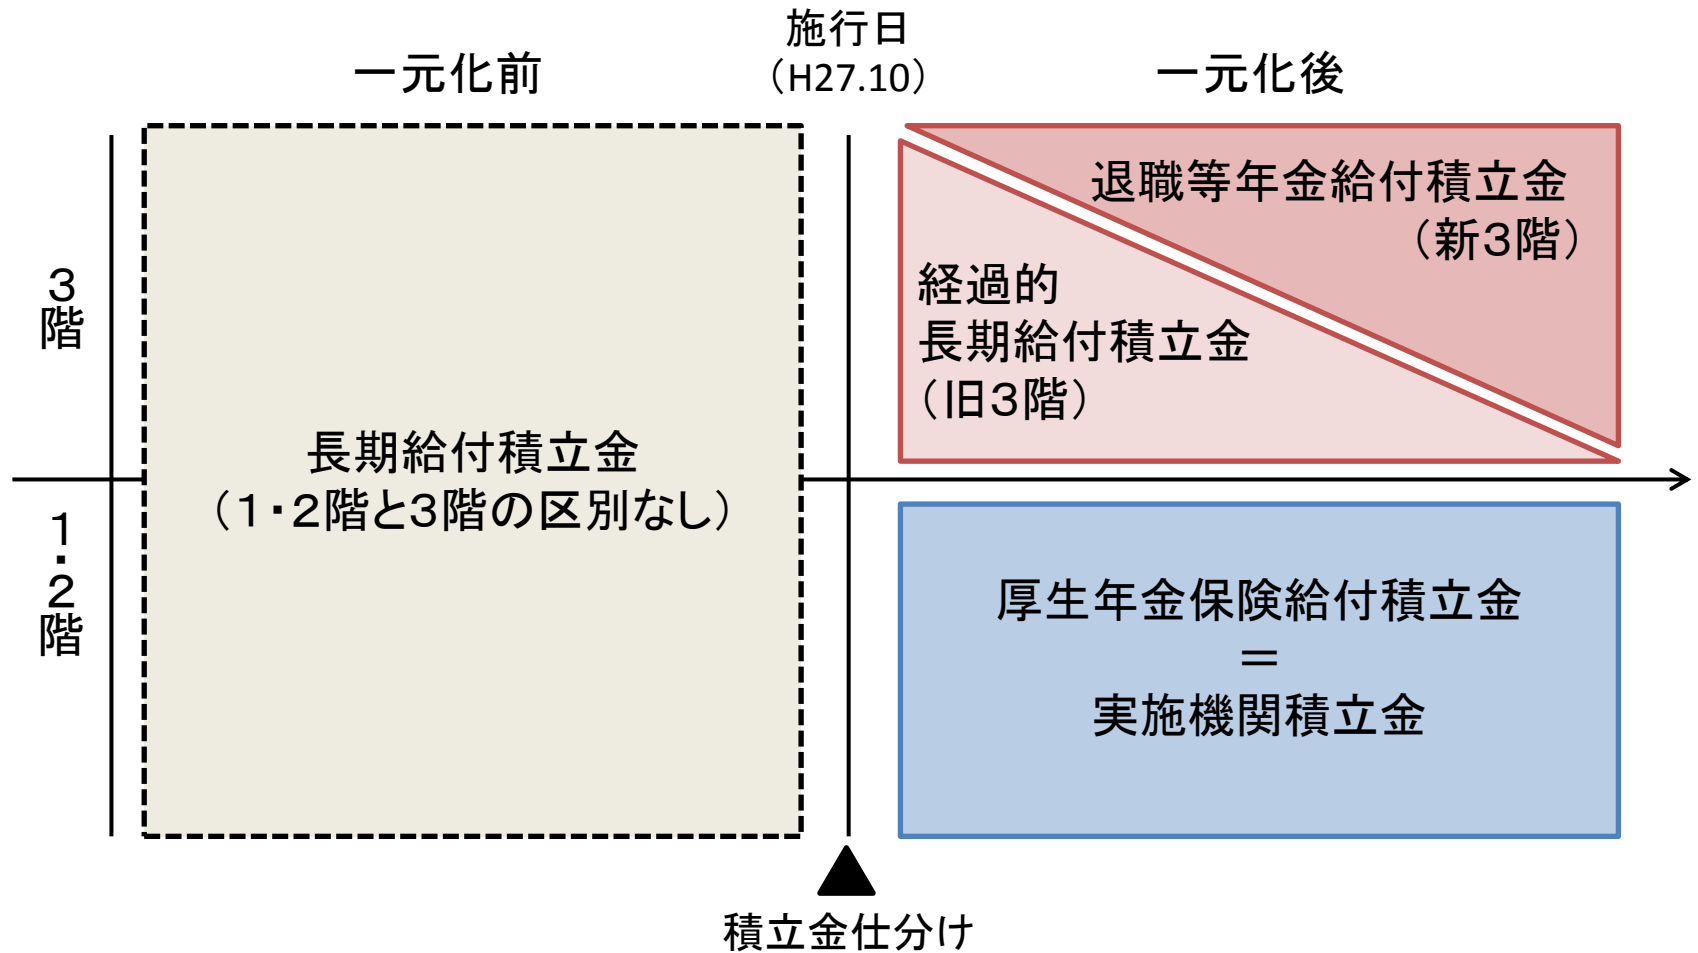 一元化前
施行日
（H27.10）
一元化後
3階
1・2階
長期給付積立金
（1・2階と3階の区別なし）
退職等年金給付積立金
（新3階）
経過的
長期給付積立金
（旧3階）
厚生年金保険給付積立金
＝
実施機関積立金
積立金仕分け